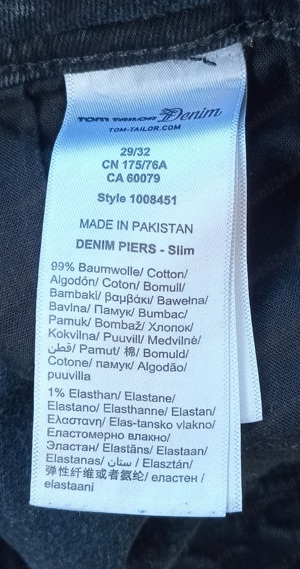 TOM TAILOR Denim
TOM-TAILOR.COM
29/32
CN 175/76A
CA 60079
Style 1008451
MADE IN PAKISTAN
DENIM PIERS - Slim
99% Baumwolle/ Cotton/
Algodón/ Coton/ Bomull/
Bambaki/ βαμβάκι/ Bawełna/
Bavlna/ Памук/ Bumbac/
Pamuk/ Bombaž/ Хлопок/
Kokvilna/ Puuvill/ Medvilnė/
قطن/ Pamut/ 棉/ Bomuld/
Cotone/ памук/ Algodão/
puuvilla
1% Elasthan/ Elastane/
Elastano/ Elasthanne/ Elastan/
Ελαστανη/ Elas-tansko vlakno/
Еластомерно влакно/
Эластан/ Elastāns/ Elastaan/
Elastanas/ ستان/ Elasztán/
弹性纤维或者氨纶/ еластен /
elastaani